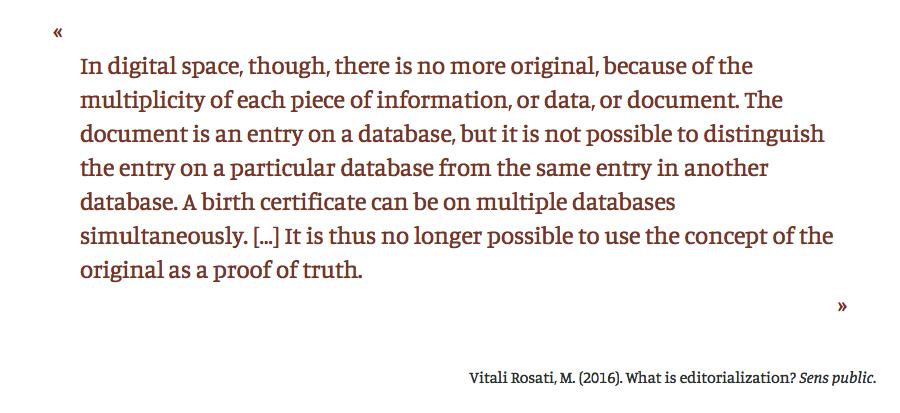 «
In digital space, though, there is no more original, because of the
multiplicity of each piece of information, or data, or document. The
document is an entry on a database, but it is not possible to distinguish
the entry on a particular database from the same entry in another
database. A birth certificate can be on multiple databases
simultaneously. [...] It is thus no longer possible to use the concept of the
original as a proof of truth.
»
Vitali Rosati, M. (2016). What is editorialization? Sens public.